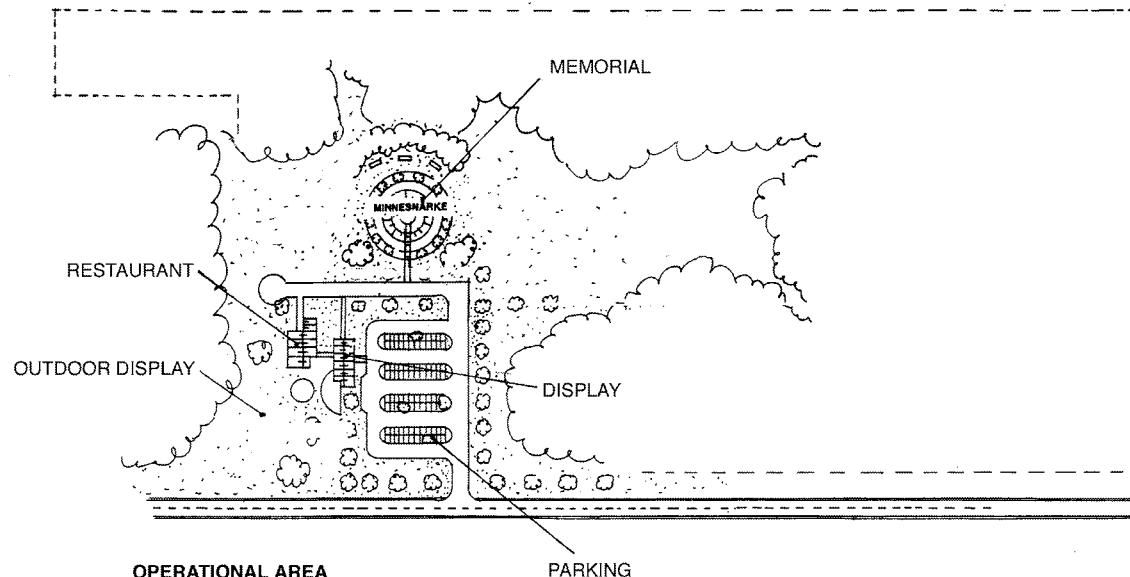 MEMORIAL
MINNESMÄRKE
RESTAURANT
OUTDOOR DISPLAY
DISPLAY
OPERATIONAL AREA
PARKING